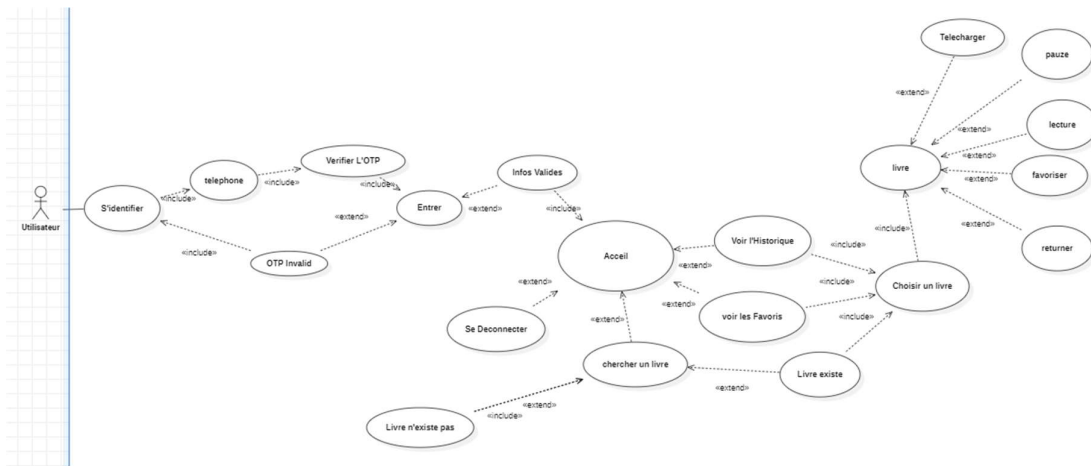 Telecharger
pauze
«extend»
«extend»
lecture
«extend»
livre
favoriser
«extend»
«extend»
returner
«include»
Utilisateur
S'identifier
«include»
telephone
«include»
Verifier L'OTP
«include»
Entrer
«extend»
Infos Valides
«include»
«extend»
«include»
OTP Invalid
Acceil
Voir l'Historique
«include»
«extend»
«include»
Choisir un livre
«extend»
«extend»
voir les Favoris
«include»
Se Deconnecter
«extend»
chercher un livre
Livre existe
«extend»
«extend»
«include»
Livre n'existe pas